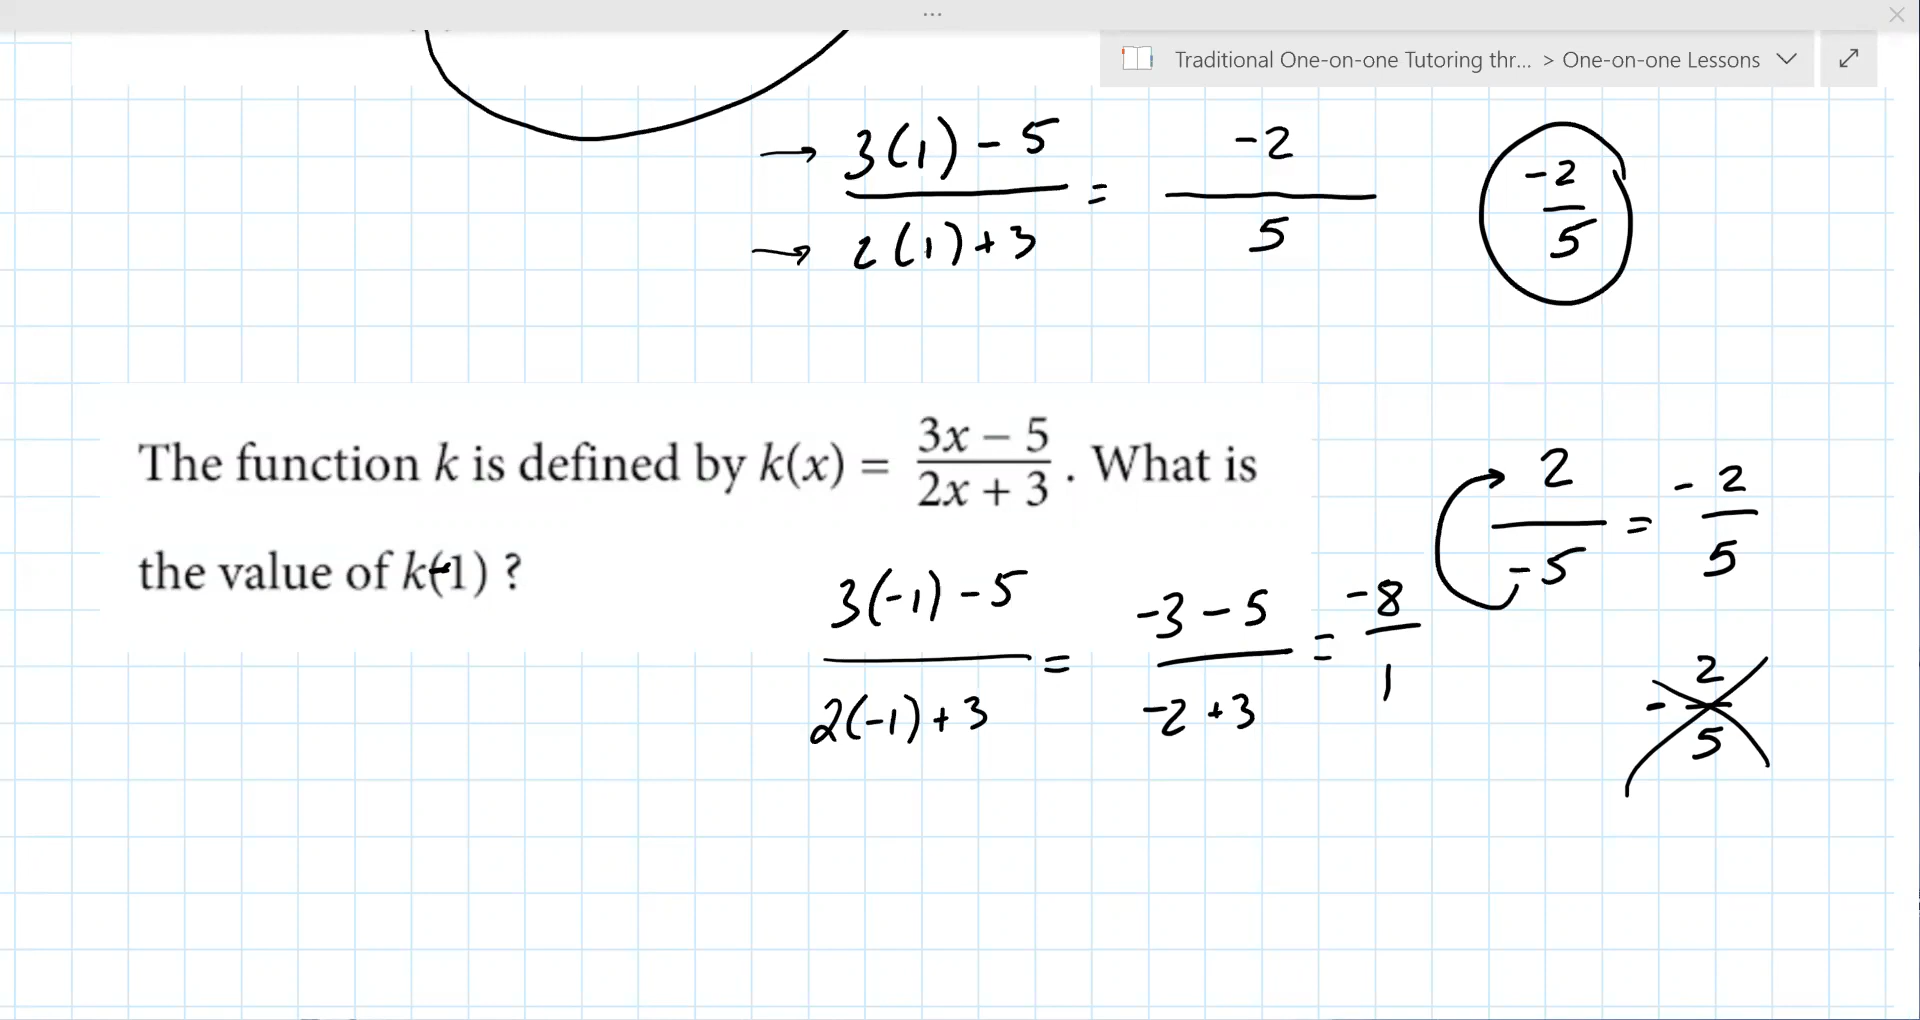 ...
Traditional One-on-one Tutoring thr... > One-on-one Lessons
3(1) - 5 / 2(1) + 3 = -2 / 5
-2 / 5
The function k is defined by k(x) = 3x − 5 / 2x + 3 . What is
the value of k(-1) ?
2 / -5 = - 2 / 5
3(-1) - 5 / 2(-1) + 3 = -3 - 5 / -2 + 3 = -8 / 1
- 2 / 5